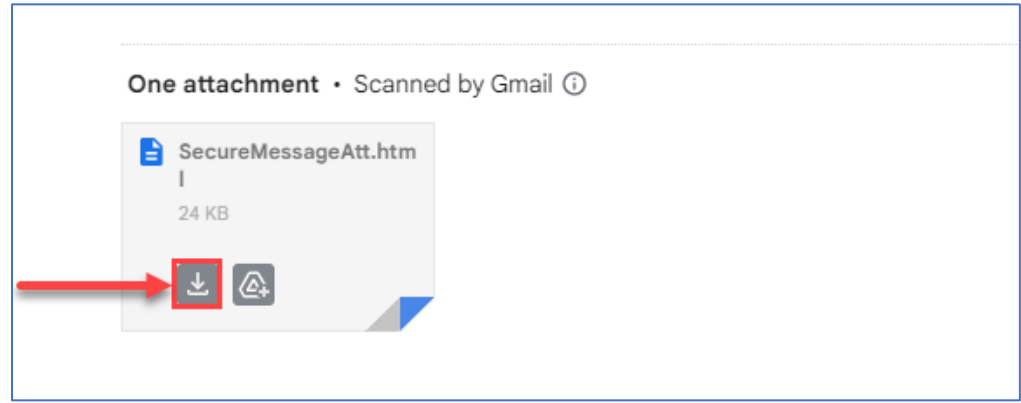 One attachment • Scanned by Gmail
SecureMessageAtt.htm
l
24 KB